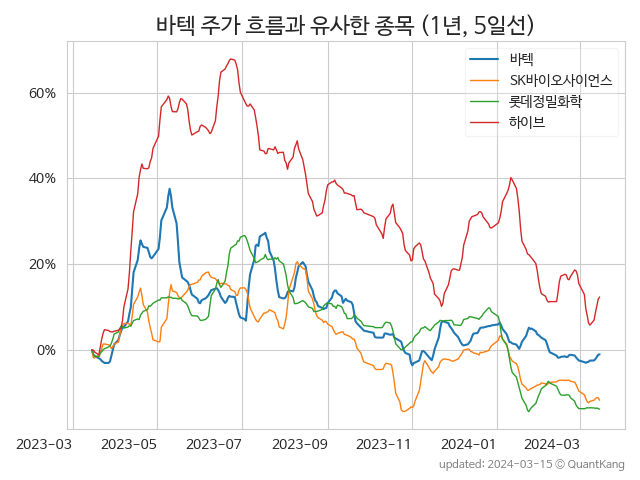 바텍 주가 흐름과 유사한 종목 (1년, 5일선)
바텍
SK바이오사이언스
롯데정밀화학
하이브
60%
40%
20%
0%
2023-03 2023-05 2023-07 2023-09 2023-11 2024-01 2024-03
updated: 2024-03-15 © QuantKang